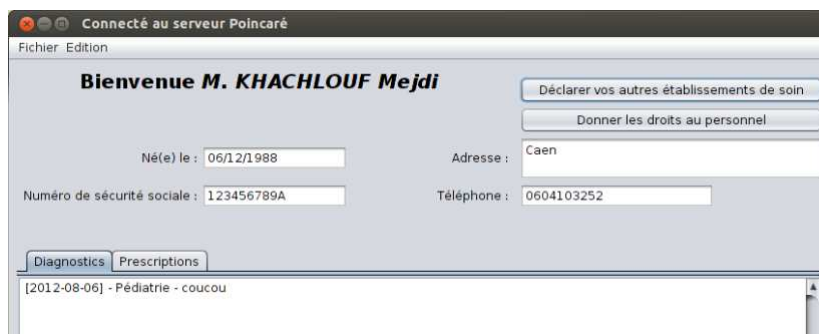 Connecté au serveur Poincaré
Fichier Edition
Bienvenue M. KHACHLOUF Mejdi
Déclarer vos autres établissements de soin
Donner les droits au personnel
Né(e) le : 06/12/1988
Adresse : Caen
Numéro de sécurité sociale : 123456789A
Téléphone : 0604103252
Diagnostics Prescriptions
[2012-08-06] - Pédiatrie - coucou